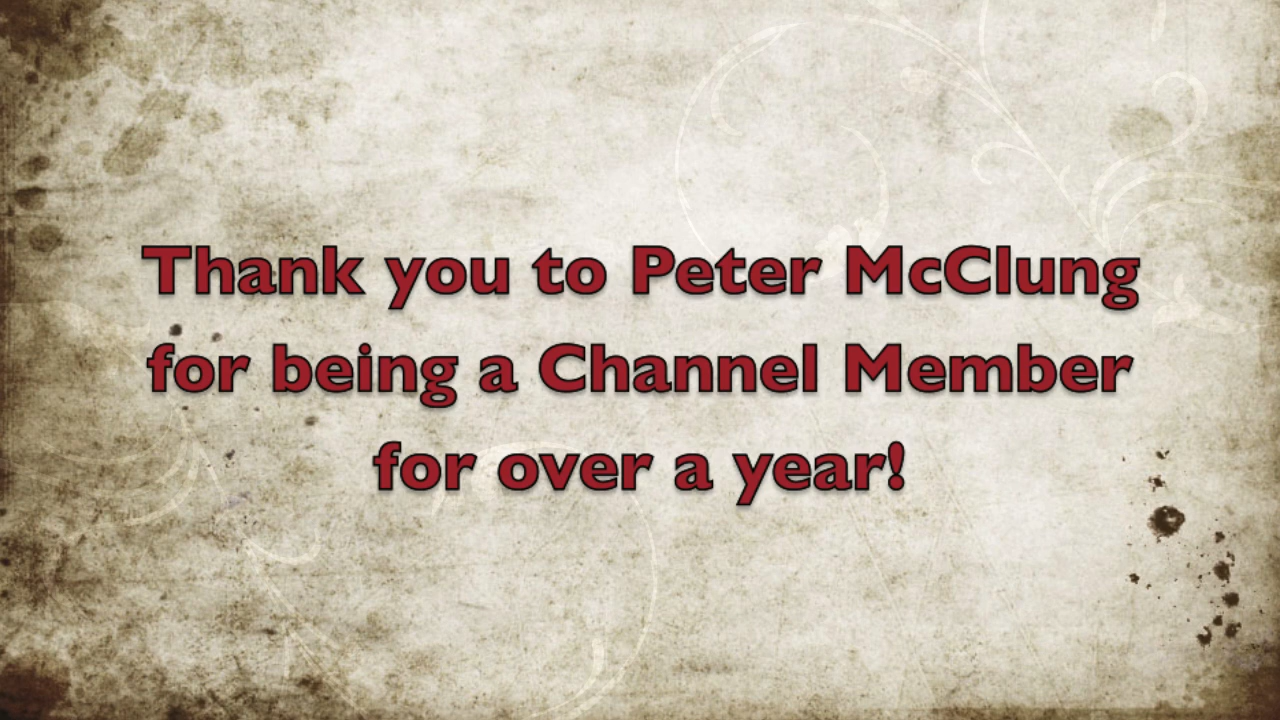 Thank you to Peter McClung
for being a Channel Member
for over a year!